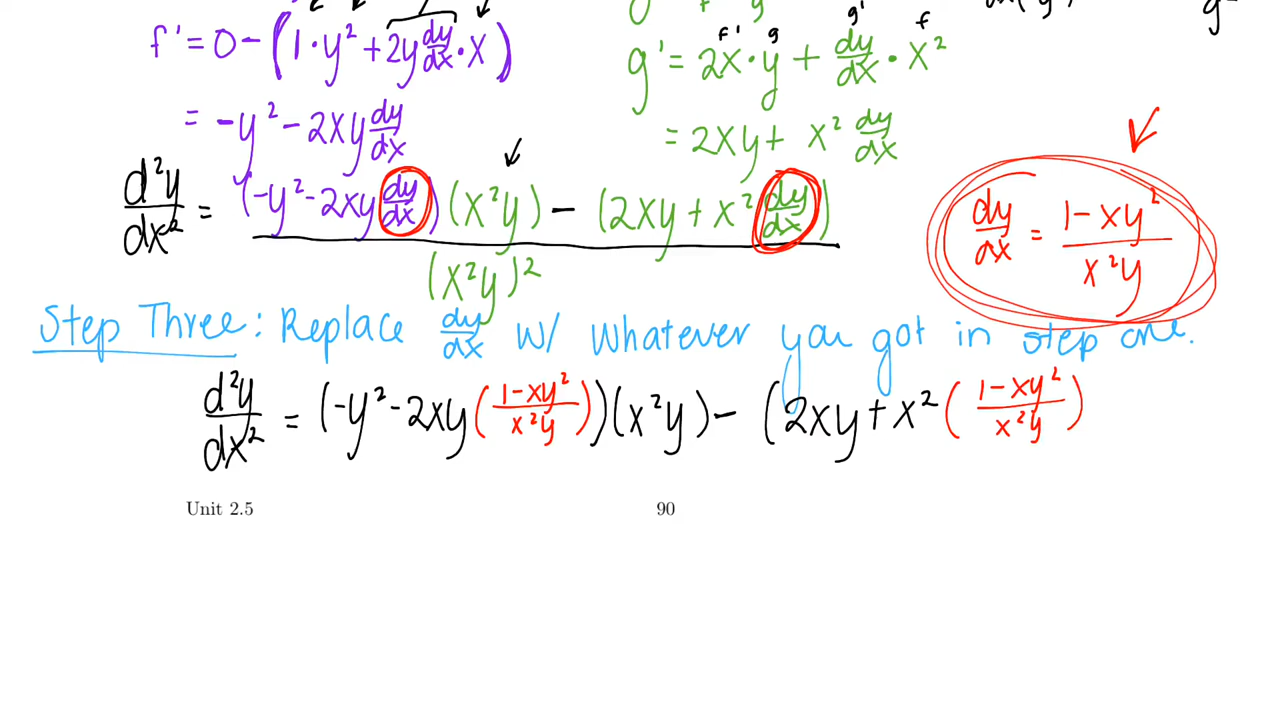 f' = 0 - (1·y² + 2y dy/dx · x)
f' g g' f
g' = 2x·y + dy/dx · x²
= -y² - 2xy dy/dx
= 2xy + x² dy/dx
d²y/dx² = (-y² - 2xy dy/dx)(x²y) - (2xy + x² dy/dx) / (x²y)²
dy/dx = 1-xy²/x²y
Step Three: Replace dy/dx w/ whatever you got in step one.
d²y/dx² = (-y² - 2xy(1-xy²/x²y))(x²y) - (2xy + x²(1-xy²/x²y)
Unit 2.5 90